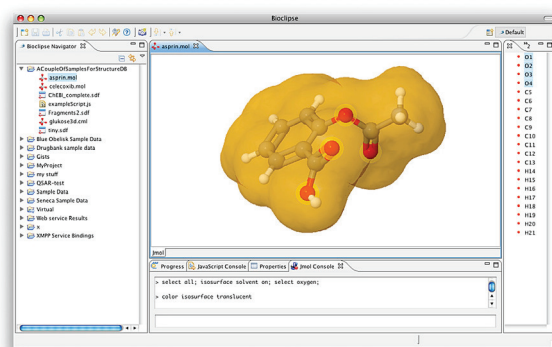 Bioclipse
Default
Bioclipse Navigator
ACoupleOfSamplesForStructureDB
asprin.mol
celecoxib.mol
ChEBI_complete.sdf
exampleScript.js
fragments2.sdf
glukose3d.cml
tiny.sdf
Blue Obelisk Sample Data
Drugbank sample data
Gists
MyProject
my stuff
QSAR-test
Sample Data
Seneca Sample Data
Virtual
Web service Results
x
XMPP Service Bindings
asprin.mol
Jmol
Progress
JavaScript Console
Properties
Jmol Console
> select all; isosurface solvent on; select oxygen;
> color isosurface translucent
O1
O2
O3
O4
C5
C6
C7
C8
C9
C10
C11
C12
C13
H14
H15
H16
H17
H18
H19
H20
H21